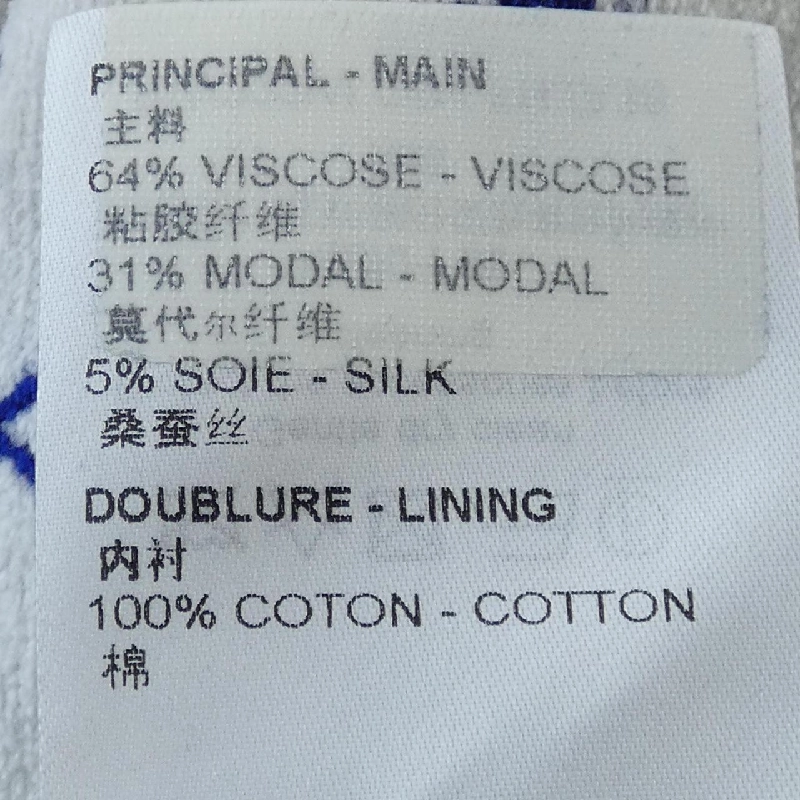 PRINCIPAL - MAIN
主料
64% VISCOSE - VISCOSE
粘胶纤维
31% MODAL - MODAL
莫代尔纤维
5% SOIE - SILK
桑蚕丝
DOUBLURE - LINING
内衬
100% COTON - COTTON
棉